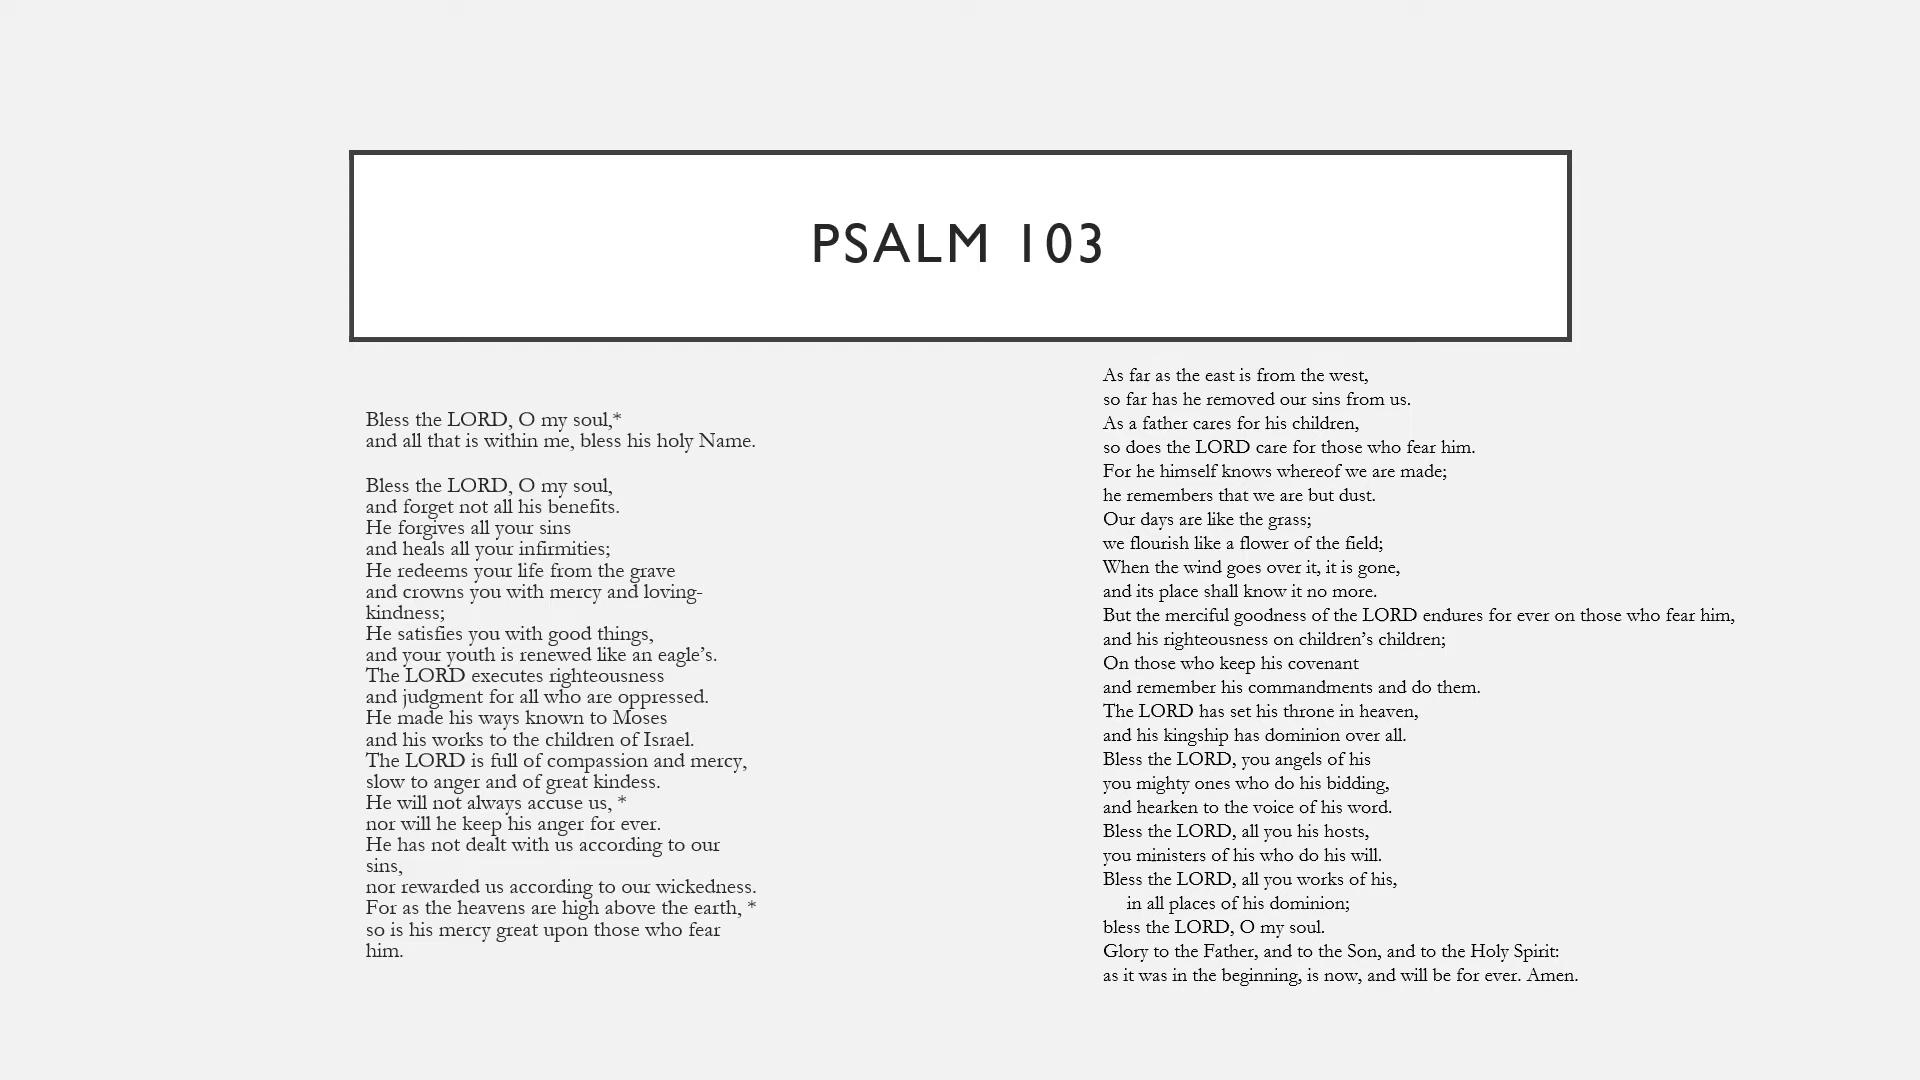 PSALM 103
Bless the LORD, O my soul,*
and all that is within me, bless his holy Name.
Bless the LORD, O my soul,
and forget not all his benefits.
He forgives all your sins
and heals all your infirmities;
He redeems your life from the grave
and crowns you with mercy and loving-
kindness;
He satisfies you with good things,
and your youth is renewed like an eagle’s.
The LORD executes righteousness
and judgment for all who are oppressed.
He made his ways known to Moses
and his works to the children of Israel.
The LORD is full of compassion and mercy,
slow to anger and of great kindess.
He will not always accuse us, *
nor will he keep his anger for ever.
He has not dealt with us according to our
sins,
nor rewarded us according to our wickedness.
For as the heavens are high above the earth, *
so is his mercy great upon those who fear
him.
As far as the east is from the west,
so far has he removed our sins from us.
As a father cares for his children,
so does the LORD care for those who fear him.
For he himself knows whereof we are made;
he remembers that we are but dust.
Our days are like the grass;
we flourish like a flower of the field;
When the wind goes over it, it is gone,
and its place shall know it no more.
But the merciful goodness of the LORD endures for ever on those who fear him,
and his righteousness on children’s children;
On those who keep his covenant
and remember his commandments and do them.
The LORD has set his throne in heaven,
and his kingship has dominion over all.
Bless the LORD, you angels of his
you mighty ones who do his bidding,
and hearken to the voice of his word.
Bless the LORD, all you his hosts,
you ministers of his who do his will.
Bless the LORD, all you works of his,
in all places of his dominion;
bless the LORD, O my soul.
Glory to the Father, and to the Son, and to the Holy Spirit:
as it was in the beginning, is now, and will be for ever. Amen.